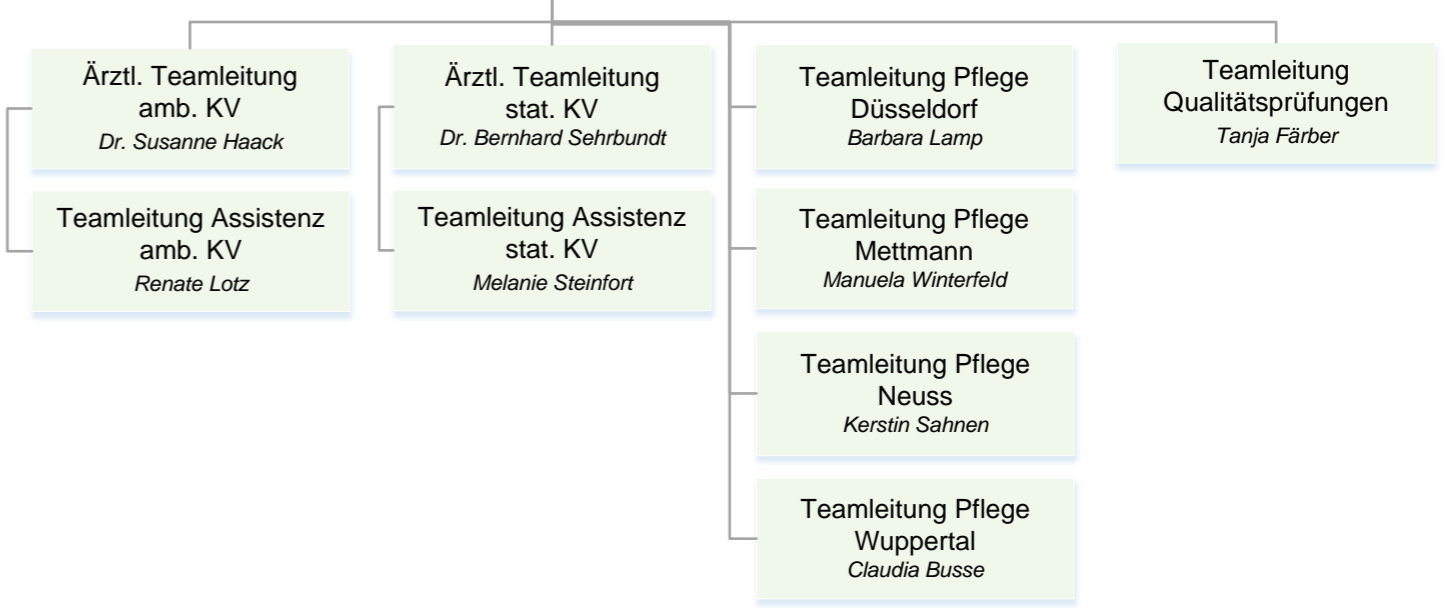 Ärztl. Teamleitung
amb. KV
Dr. Susanne Haack
Teamleitung Assistenz
amb. KV
Renate Lotz
Ärztl. Teamleitung
stat. KV
Dr. Bernhard Sehrbundt
Teamleitung Assistenz
stat. KV
Melanie Steinfort
Teamleitung Pflege
Düsseldorf
Barbara Lamp
Teamleitung Pflege
Mettmann
Manuela Winterfeld
Teamleitung Pflege
Neuss
Kerstin Sahnen
Teamleitung Pflege
Wuppertal
Claudia Busse
Teamleitung
Qualitätsprüfungen
Tanja Färber